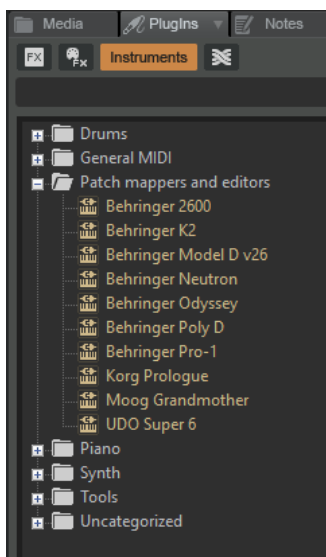 Media PlugIns Notes
FX FX Instruments
Drums
General MIDI
Patch mappers and editors
Behringer 2600
Behringer K2
Behringer Model D v26
Behringer Neutron
Behringer Odyssey
Behringer Poly D
Behringer Pro-1
Korg Prologue
Moog Grandmother
UDO Super 6
Piano
Synth
Tools
Uncategorized